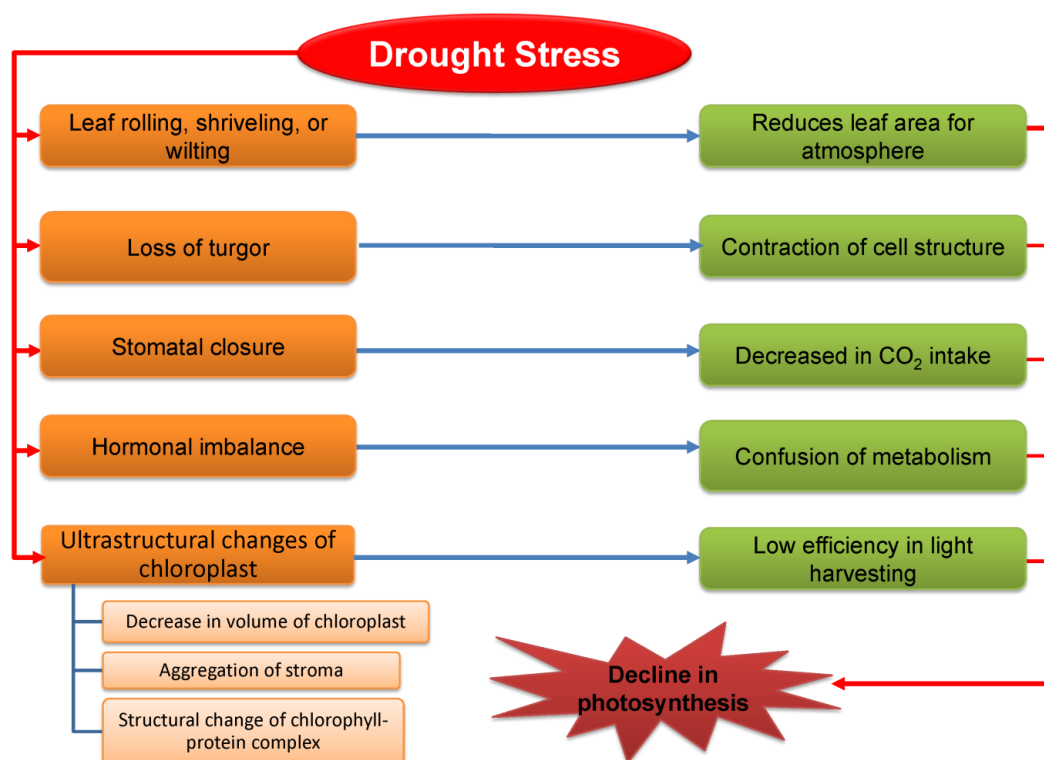 Drought Stress
Leaf rolling, shriveling, or
wilting
Reduces leaf area for
atmosphere
Loss of turgor
Contraction of cell structure
Stomatal closure
Decreased in CO₂ intake
Hormonal imbalance
Confusion of metabolism
Ultrastructural changes of
chloroplast
Low efficiency in light
harvesting
Decrease in volume of chloroplast
Aggregation of stroma
Structural change of chlorophyll-
protein complex
Decline in
photosynthesis